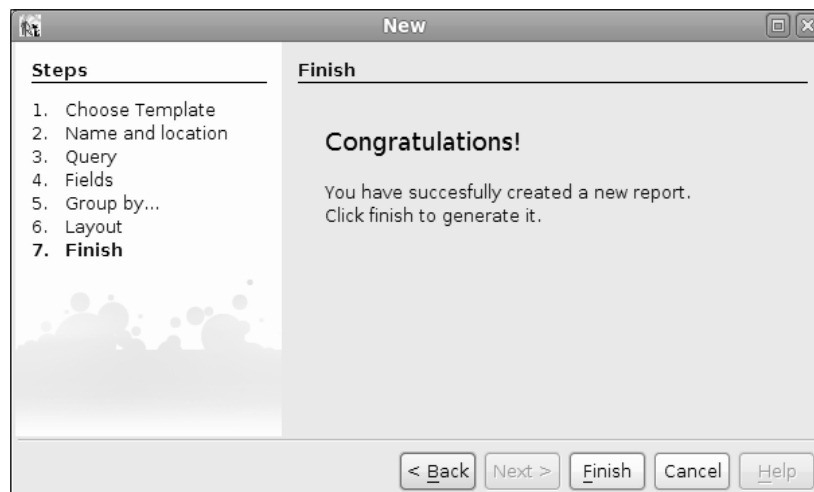 New
Steps
1. Choose Template
2. Name and location
3. Query
4. Fields
5. Group by...
6. Layout
7. Finish
Finish
Congratulations!
You have succesfully created a new report.
Click finish to generate it.
< Back Next > Finish Cancel Help